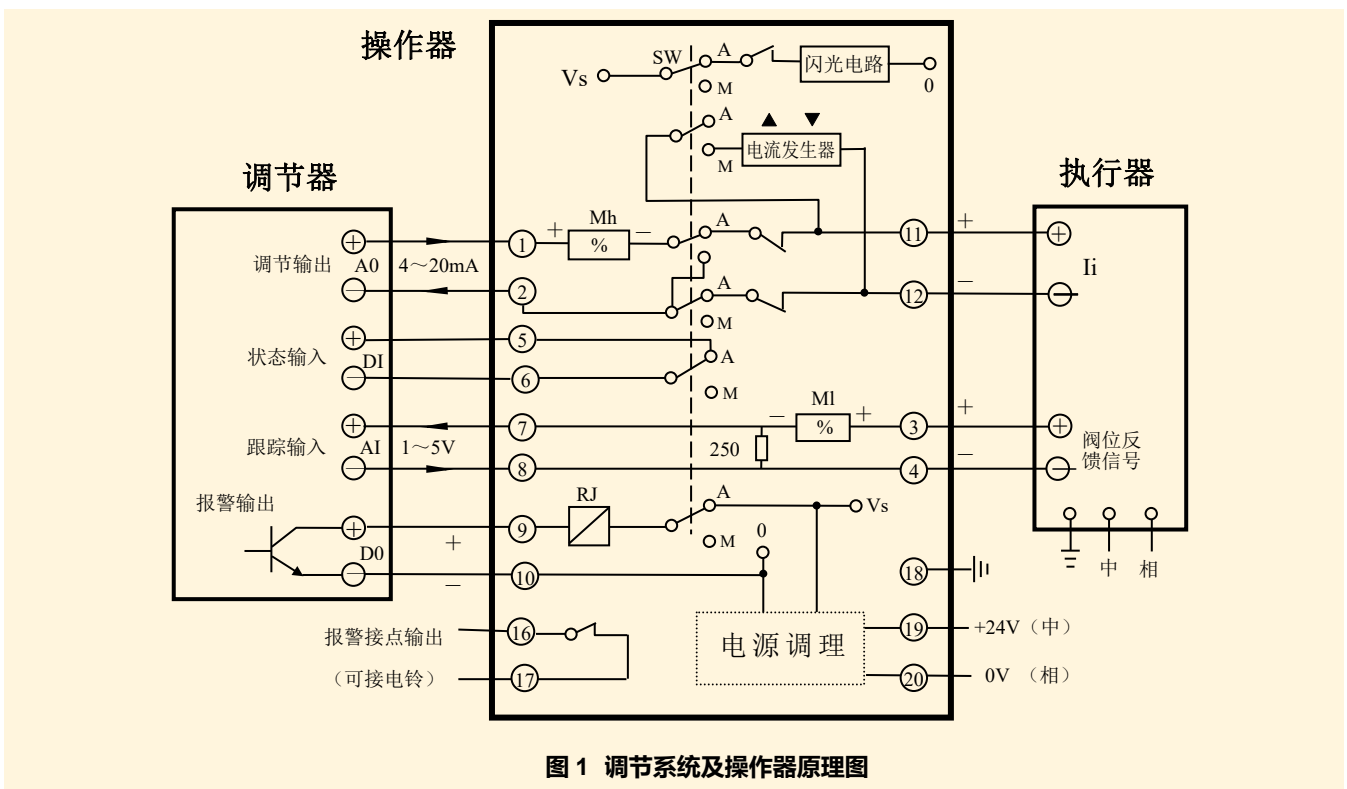 操作器
SW
A
Vs
闪光电路
M
0
A
▲ ▼
电流发生器
M
调节器
执行器
Mh
A
+
%
−
1
11
+
+
+
调节输出
A0
4～20mA
Ii
−
2
A
12
−
−
M
+
5
状态输入
DI
A
−
6
M
Ml
−
%
+
3
+
+
+
7
跟踪输入
AI
1～5V
250
阀位反
馈信号
−
8
4
−
−
报警输出
RJ
A
Vs
+
9
D0
+
M
0
−
10
−
18
中
相
报警接点输出
16
电源调理
19
+24V（中）
（可接电铃）
17
20
0V （相）
图 1 调节系统及操作器原理图